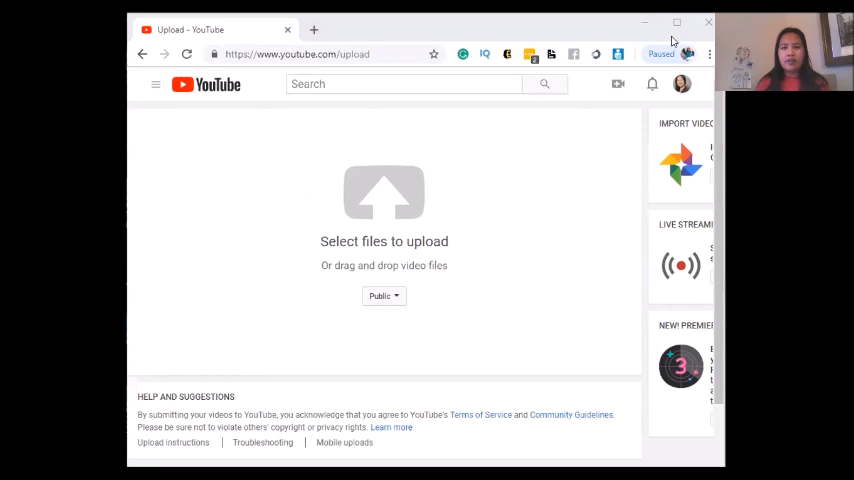 Upload - YouTube
https://www.youtube.com/upload
2
Paused
YouTube
Search
Select files to upload
Or drag and drop video files
Public
IMPORT VIDEO
LIVE STREAMI
NEW! PREMIER
3
HELP AND SUGGESTIONS
By submitting your videos to YouTube, you acknowledge that you agree to YouTube's Terms of Service and Community Guidelines.
Please be sure not to violate others' copyright or privacy rights. Learn more
Upload instructions | Troubleshooting | Mobile uploads